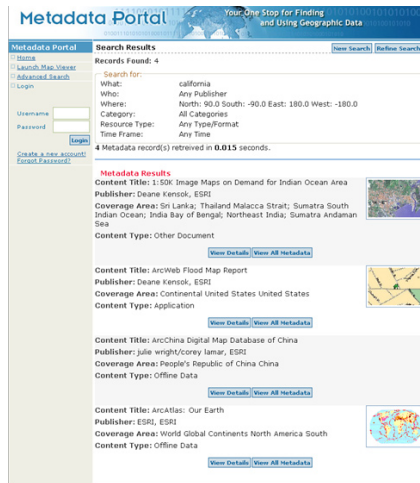 Metadata Portal
Your One Stop for Finding
and Using Geographic Data
Metadata Portal
Home
Launch Map Viewer
Advanced Search
Login
Username
Password
Login
Create a new account!
Forgot Password?
Search Results
New Search Refine Search
Records Found: 4
Search for:
What: california
Who: Any Publisher
Where: North: 90.0 South: -90.0 East: 180.0 West: -180.0
Category: All Categories
Resource Type: Any Type/Format
Time Frame: Any Time
4 Metadata record(s) retreived in 0.015 seconds.
Metadata Results
Content Title: 1:50K Image Maps on Demand for Indian Ocean Area
Publisher: Deane Kensok, ESRI
Coverage Area: Sri Lanka; Thailand Malacca Strait; Sumatra South
Indian Ocean; India Bay of Bengal; Northeast India; Sumatra Andaman
Sea
Content Type: Other Document
View Details View All Metadata
Content Title: ArcWeb Flood Map Report
Publisher: Deane Kensok, ESRI
Coverage Area: Continental United States United States
Content Type: Application
View Details View All Metadata
Content Title: ArcChina Digital Map Database of China
Publisher: julie wright/corey lamar, ESRI
Coverage Area: People's Republic of China China
Content Type: Offline Data
View Details View All Metadata
Content Title: ArcAtlas: Our Earth
Publisher: ESRI, ESRI
Coverage Area: World Global Continents North America South
Content Type: Offline Data
View Details View All Metadata